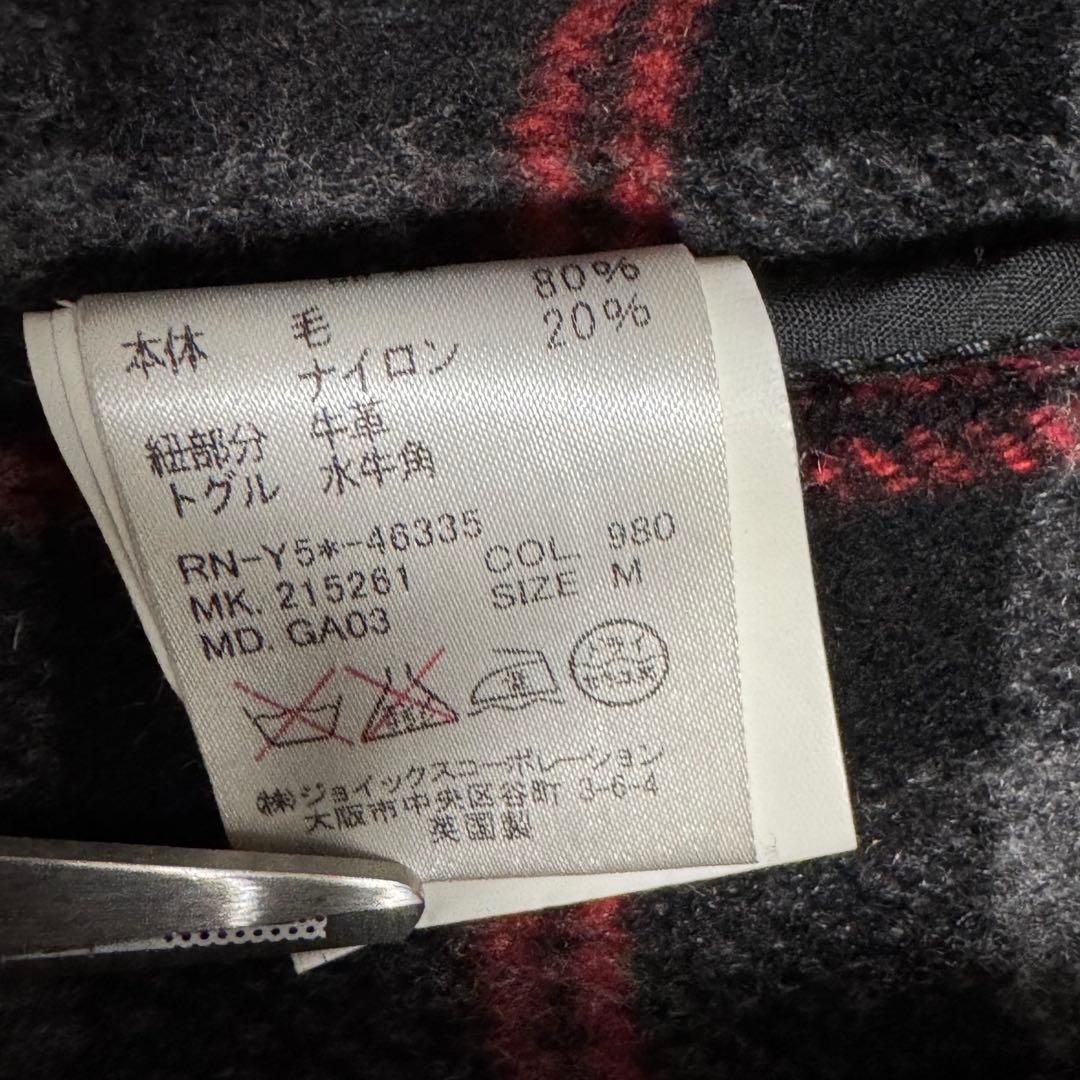 本体 毛 80%
ナイロン 20%
紐部分 牛革
トグル 水牛角
RN-Y5*-46335 COL 980
MK. 215261 SIZE M
MD. GA03
ドライ
(株)ジョイックスコーポレーション
大阪市中央区谷町 3-6-4
英国製